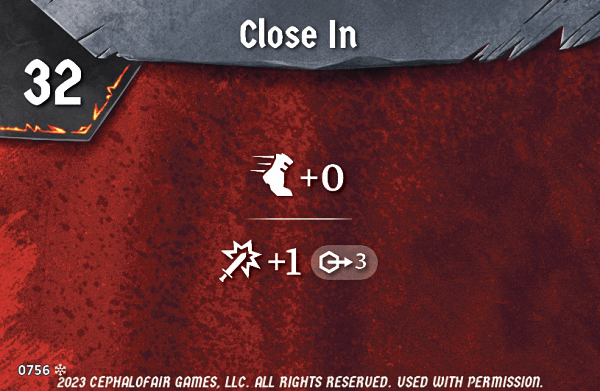 Close In
32
+0
+1 3
0756
2023 CEPHALOFAIR GAMES, LLC. ALL RIGHTS RESERVED. USED WITH PERMISSION.